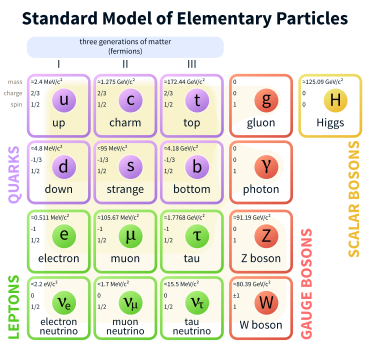 Standard Model of Elementary Particles
three generations of matter
(fermions)
I II III
mass ≃2.4 MeV/c² ≃1.275 GeV/c² ≃172.44 GeV/c² 0 ≃125.09 GeV/c²
charge 2/3 2/3 2/3 0 0
spin 1/2 1/2 1/2 1 0
u c t g H
up charm top gluon Higgs
≃4.8 MeV/c² ≃95 MeV/c² ≃4.18 GeV/c² 0
-1/3 -1/3 -1/3 0
1/2 1/2 1/2 1
d s b γ
down strange bottom photon
QUARKS
≃0.511 MeV/c² ≃105.67 MeV/c² ≃1.7768 GeV/c² ≃91.19 GeV/c²
-1 -1 -1 0
1/2 1/2 1/2 1
e μ τ Z
electron muon tau Z boson
<2.2 eV/c² <1.7 MeV/c² <15.5 MeV/c² ≃80.39 GeV/c²
0 0 0 ±1
1/2 1/2 1/2 1
νe νμ ντ W
electron muon tau W boson
neutrino neutrino neutrino
LEPTONS
GAUGE BOSONS
SCALAR BOSONS